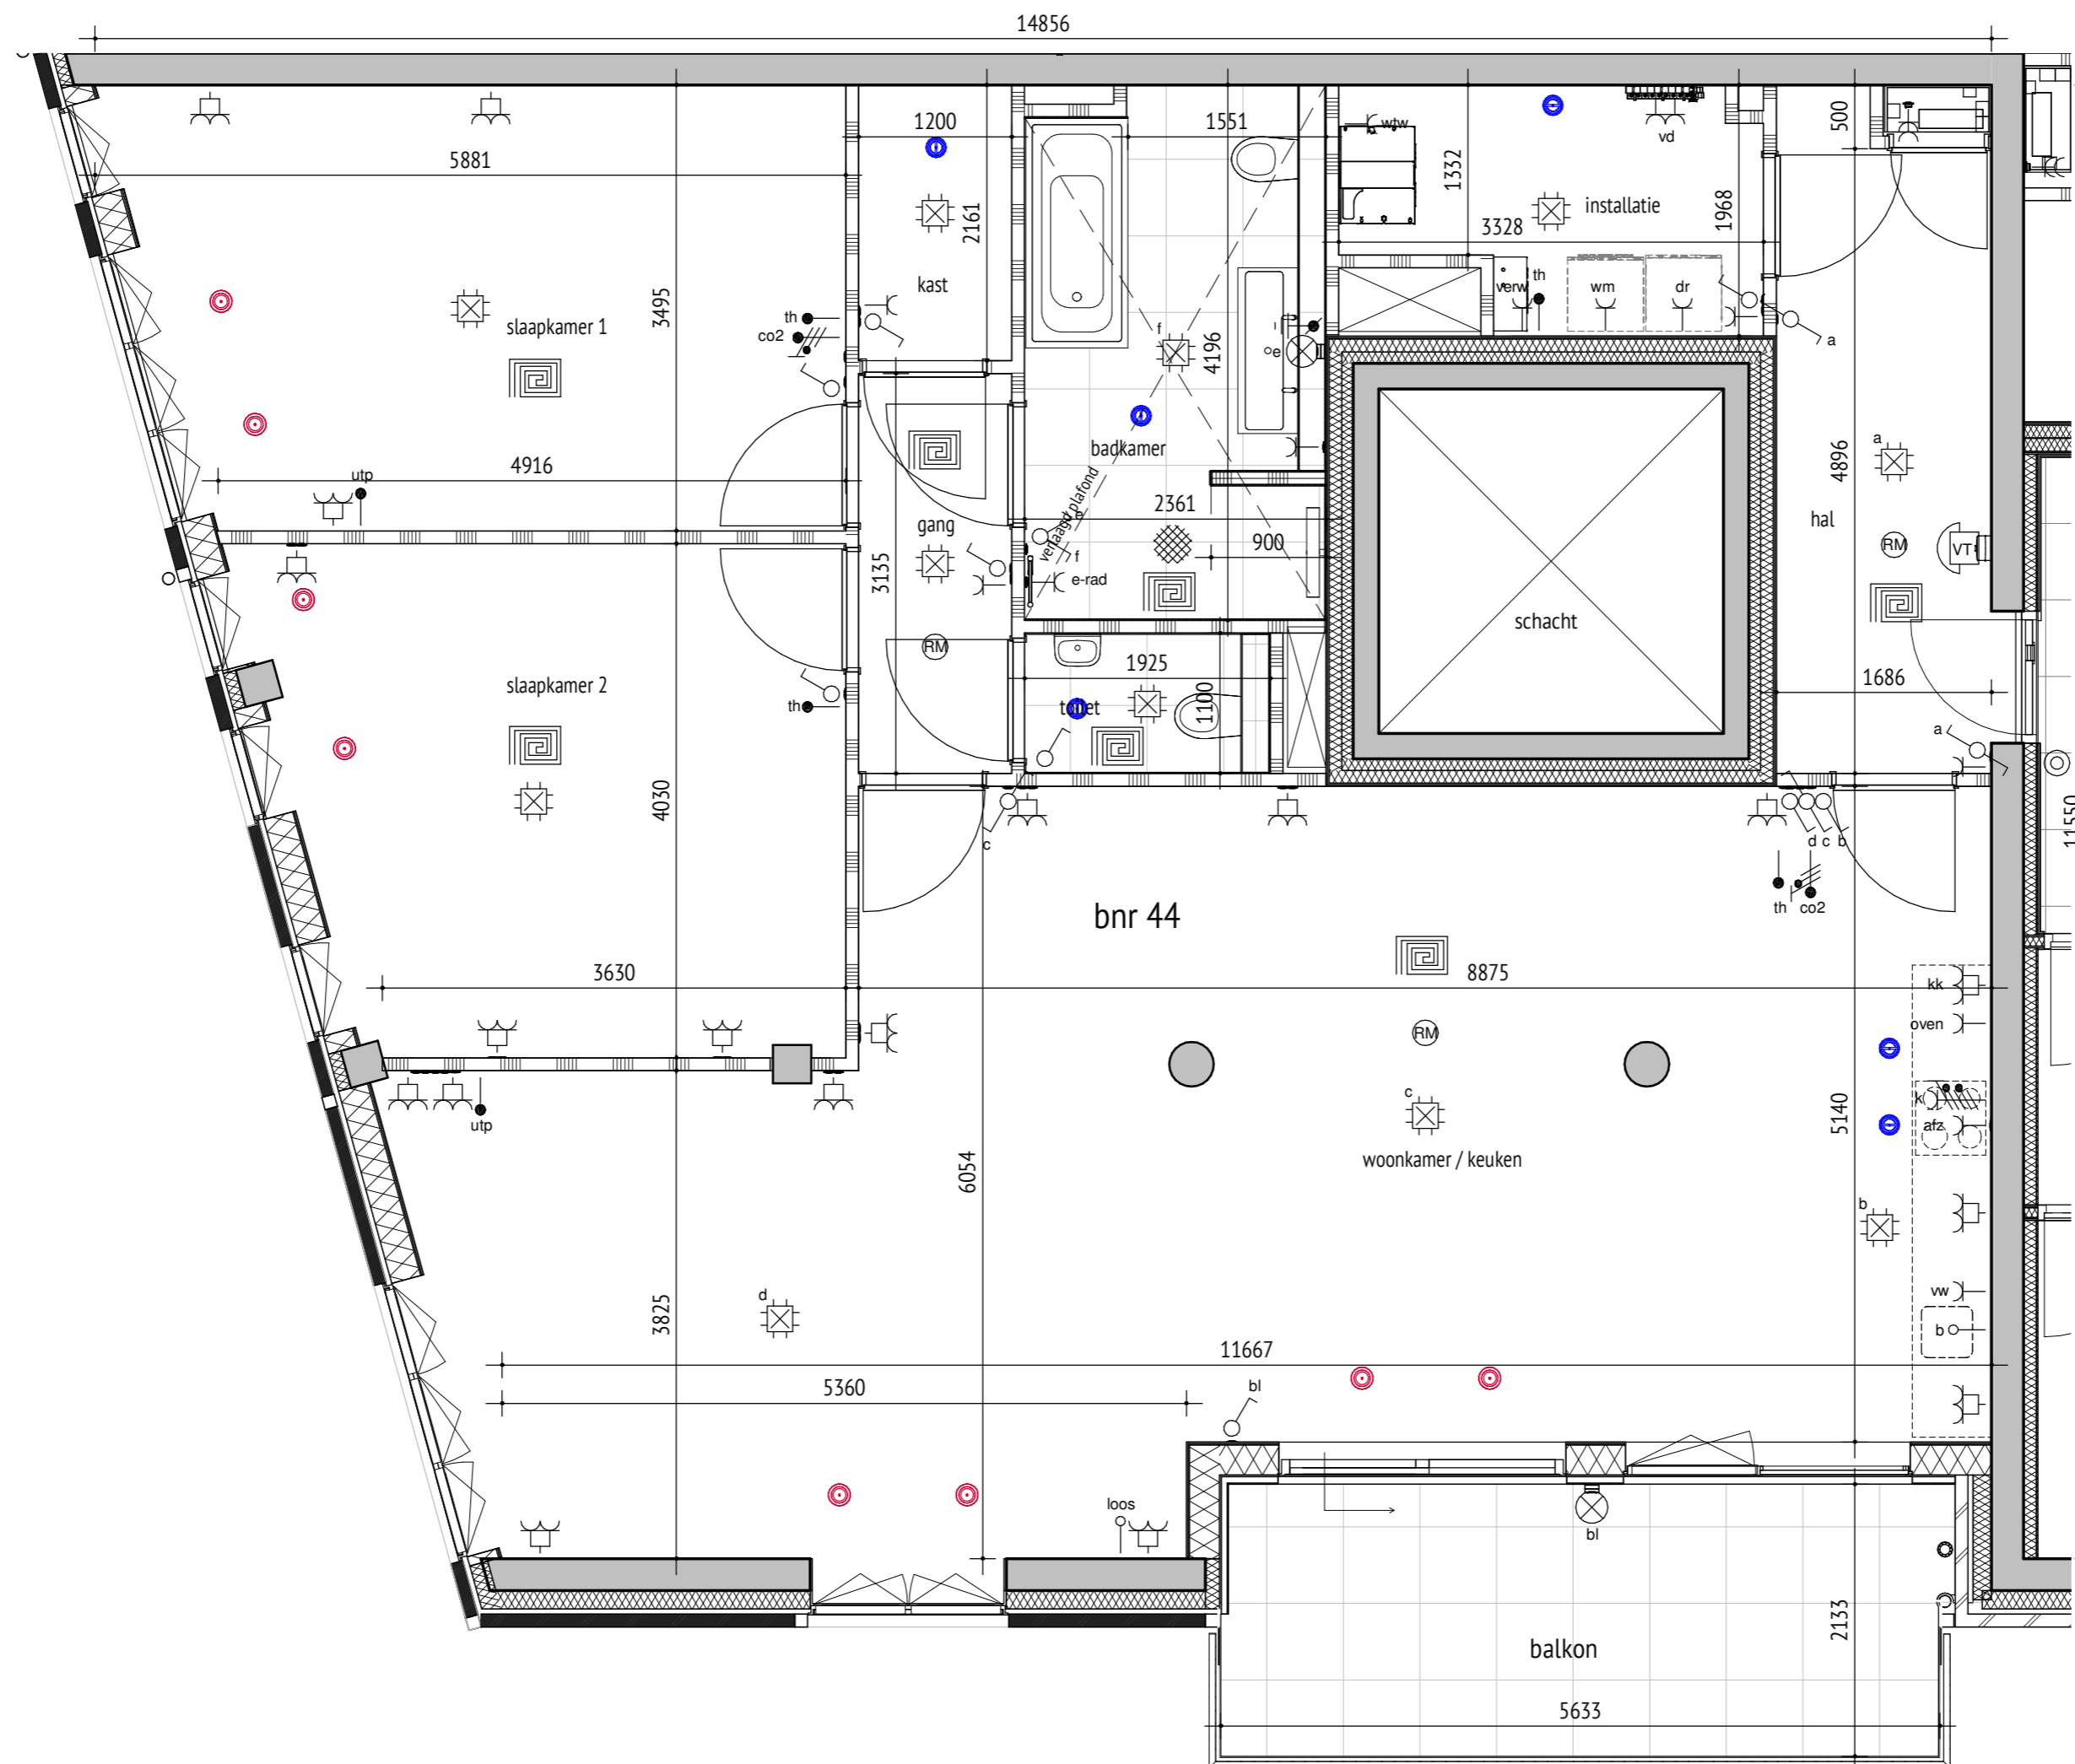 14856
1200
1551
500
wtw
vd
5881
1332
2161
installatie
1968
3328
kast
3495
th
co2
slaapkamer 1
f
4196
e
verw
th
wm
dr
a
4916
utp
badkamer
verlaagd plafond
2361
900
gang
3135
f
e-rad
4896
a
hal
RM
VT
schacht
RM
1925
1100
toilet
1686
a
slaapkamer 2
th
4030
11550
c
d c b
th
co2
bnr 44
3630
8875
kk
oven
RM
k
afz
c
5140
woonkamer / keuken
utp
6054
b
vw
b
d
3825
11667
5360
bl
loos
bl
2133
balkon
5633